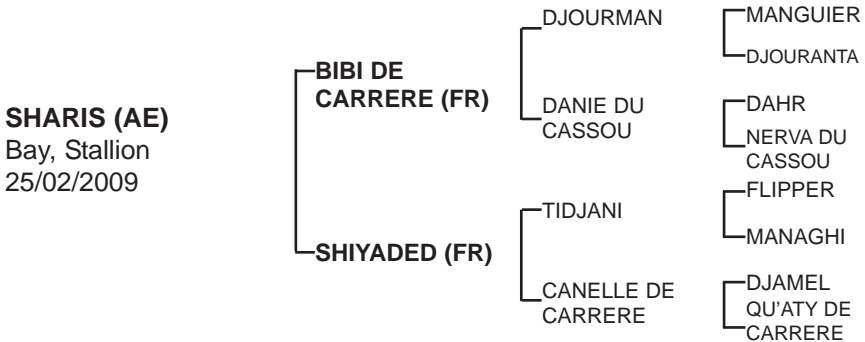 SHARIS (AE)
Bay, Stallion
25/02/2009
BIBI DE
CARRERE (FR)
SHIYADED (FR)
DJOURMAN
DANIE DU
CASSOU
TIDJANI
CANELLE DE
CARRERE
MANGUIER
DJOURANTA
DAHR
NERVA DU
CASSOU
FLIPPER
MANAGHI
DJAMEL
QU'ATY DE
CARRERE